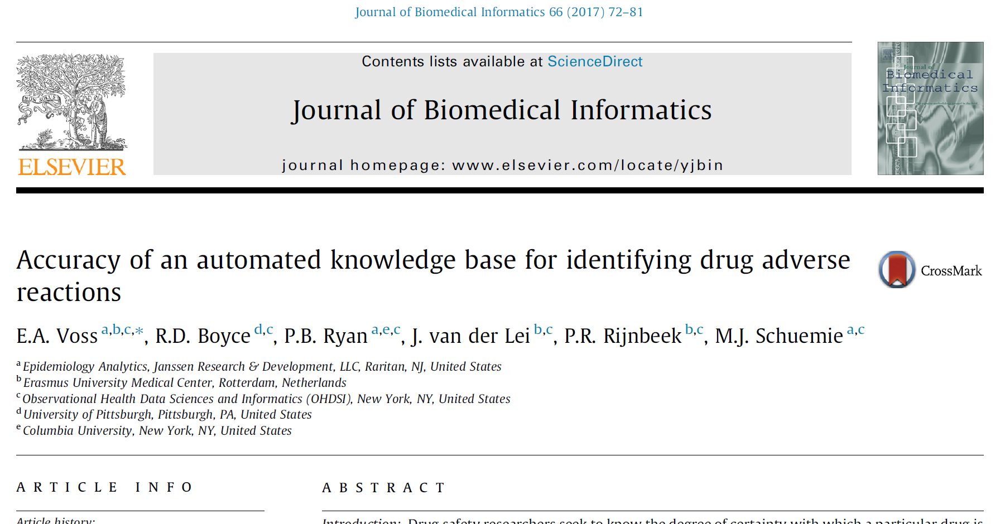 Journal of Biomedical Informatics 66 (2017) 72–81
NON SOLUS
ELSEVIER
Contents lists available at ScienceDirect
Journal of Biomedical Informatics
journal homepage: www.elsevier.com/locate/yjbin
Journal of
Biomedical
Informatics
Accuracy of an automated knowledge base for identifying drug adverse
reactions
CrossMark
E.A. Voss a,b,c,*, R.D. Boyce d,c, P.B. Ryan a,e,c, J. van der Lei b,c, P.R. Rijnbeek b,c, M.J. Schuemie a,c
a Epidemiology Analytics, Janssen Research & Development, LLC, Raritan, NJ, United States
b Erasmus University Medical Center, Rotterdam, Netherlands
c Observational Health Data Sciences and Informatics (OHDSI), New York, NY, United States
d University of Pittsburgh, Pittsburgh, PA, United States
e Columbia University, New York, NY, United States
ARTICLE INFO
Article history:
ABSTRACT
Introduction: Drug safety researchers seek to know the degree of certainty with which a particular drug is